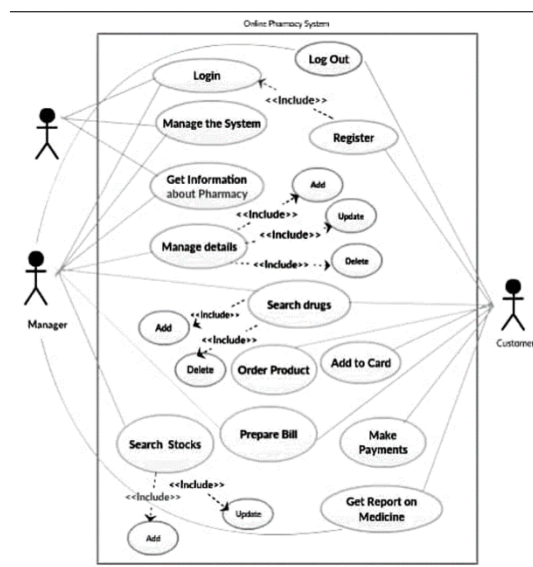 Online Pharmacy System
Log Out
Login
<<Include>>
Manage the System
Register
Get Information
about Pharmacy
Add
<<Include>>
Update
Manage details
<<Include>>
<<Include>>
Delete
Search drugs
Manager
Customer
<<Include>>
Add
<<Include>>
Delete
Order Product
Add to Card
Search Stocks
Prepare Bill
Make
Payments
<<Include>>
<<Include>>
Get Report on
Medicine
Update
Add